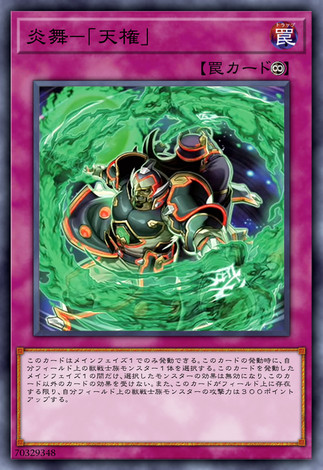 炎舞－「天権」
トラップ
罠
【罠カード♾】
このカードはメインフェイズ１でのみ発動できる。このカードの発動時に、自
分フィールド上の獣戦士族モンスター１体を選択する。このカードを発動した
メインフェイズ１の間だけ、選択したモンスターの効果は無効になり、このカ
ード以外のカードの効果を受けない。また、このカードがフィールド上に存在
する限り、自分フィールド上の獣戦士族モンスターの攻撃力は３００ポイント
アップする。
70329348